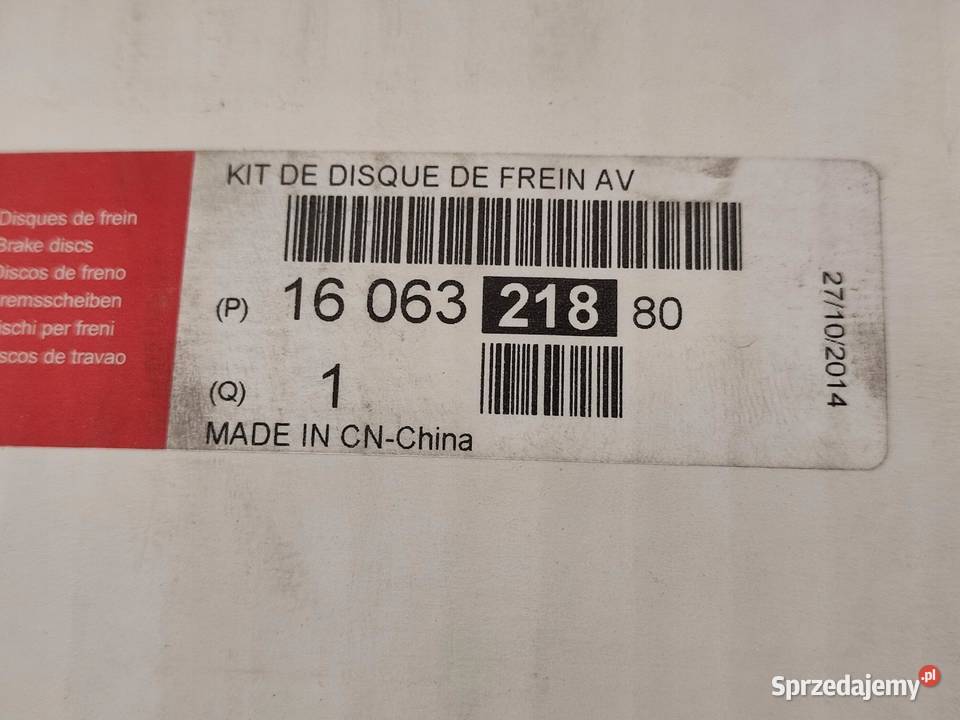 KIT DE DISQUE DE FREIN AV
Disques de frein
Brake discs
Discos de freno
remsscheiben
ischi per freni
scos de travao
(P) 16 063 218 80
(Q) 1
MADE IN CN-China
27/10/2014
Sprzedajemy.pl